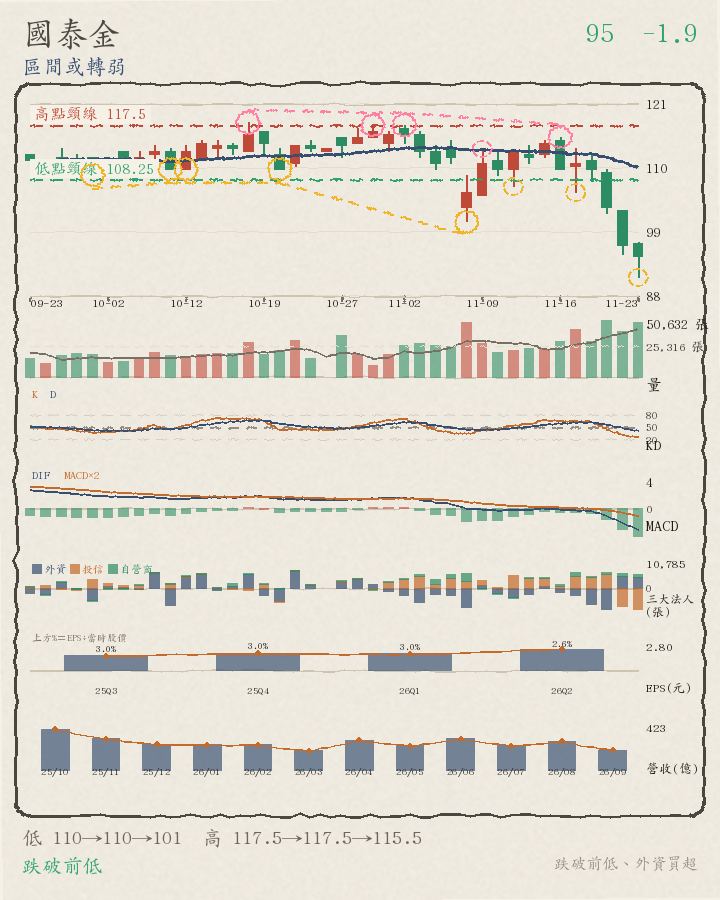 國泰金
95 -1.9
區間或轉弱
121
高點頸線 117.5
低點頸線 108.25
110
99
88
09-23 10-02 10-12 10-19 10-27 11-02 11-09 11-16 11-23
50,632 張
25,316 張
量
K D
80
50
20
KD
DIF MACD×2
4
0
MACD
外資 投信 自營商
10,785
0
三大法人
(張)
上方%=EPS÷當時股價
3.0% 3.0% 3.0% 2.6%
2.80
25Q3 25Q4 26Q1 26Q2
EPS(元)
423
25/10 25/11 25/12 26/01 26/02 26/03 26/04 26/05 26/06 26/07 26/08 26/09
營收(億)
低 110→110→101 高 117.5→117.5→115.5
跌破前低
跌破前低、外資買超